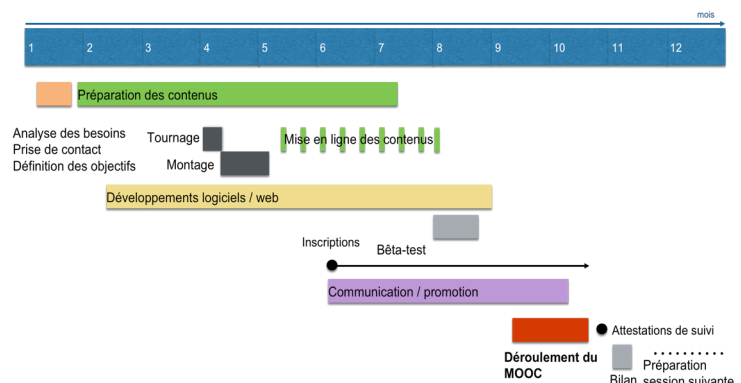 mois
1 2 3 4 5 6 7 8 9 10 11 12
Préparation des contenus
Analyse des besoins
Prise de contact
Définition des objectifs
Tournage
Montage
Mise en ligne des contenus
Développements logiciels / web
Bêta-test
Inscriptions
Communication / promotion
Déroulement du
MOOC
Attestations de suivi
Bilan
Préparation
session suivante